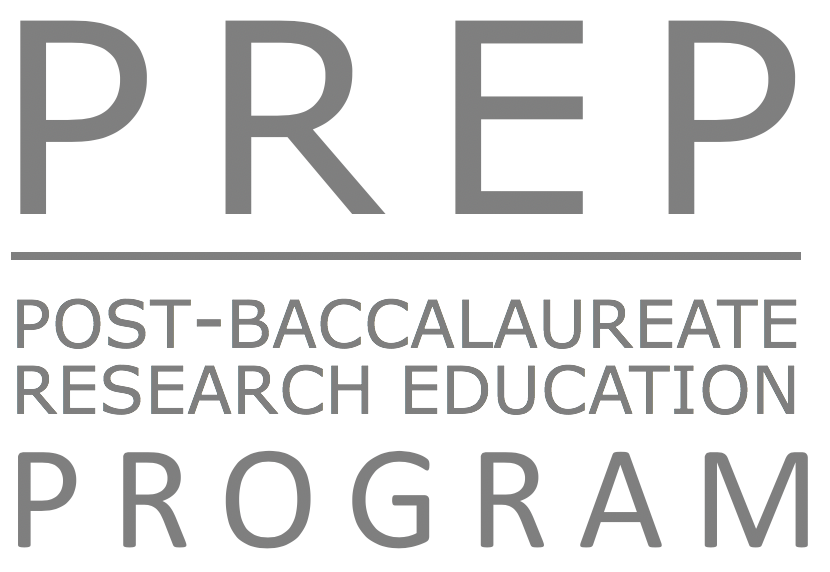 PREP
POST-BACCALAUREATE
RESEARCH EDUCATION
PROGRAM